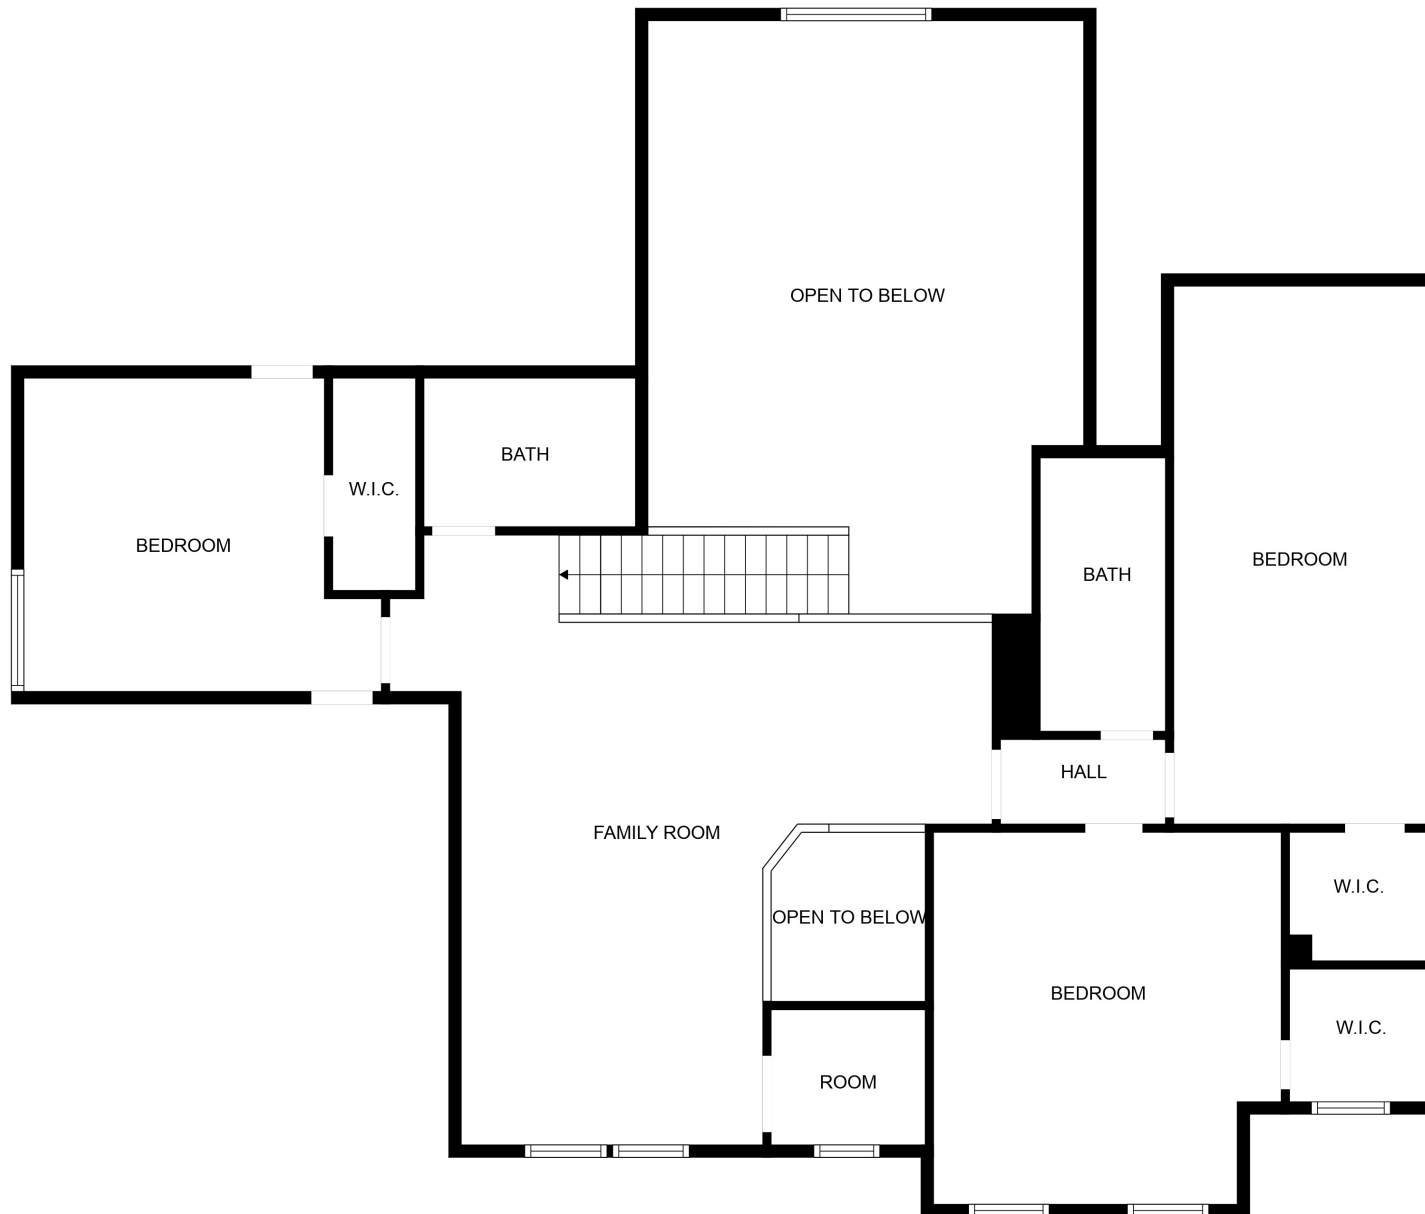 OPEN TO BELOW
BATH
W.I.C.
BEDROOM
BEDROOM
BATH
HALL
FAMILY ROOM
W.I.C.
OPEN TO BELOW
BEDROOM
W.I.C.
ROOM